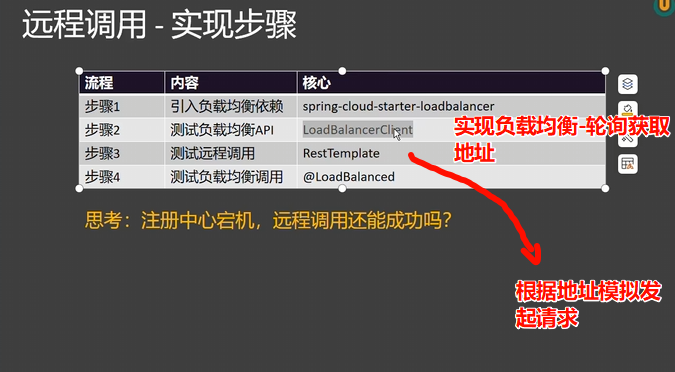 远程调用 - 实现步骤
流程 内容 核心
步骤1 引入负载均衡依赖 spring-cloud-starter-loadbalancer
步骤2 测试负载均衡API LoadBalancerClient
步骤3 测试远程调用 RestTemplate
步骤4 测试负载均衡调用 @LoadBalanced
实现负载均衡-轮询获取
地址
思考：注册中心宕机，远程调用还能成功吗？
根据地址模拟发
起请求